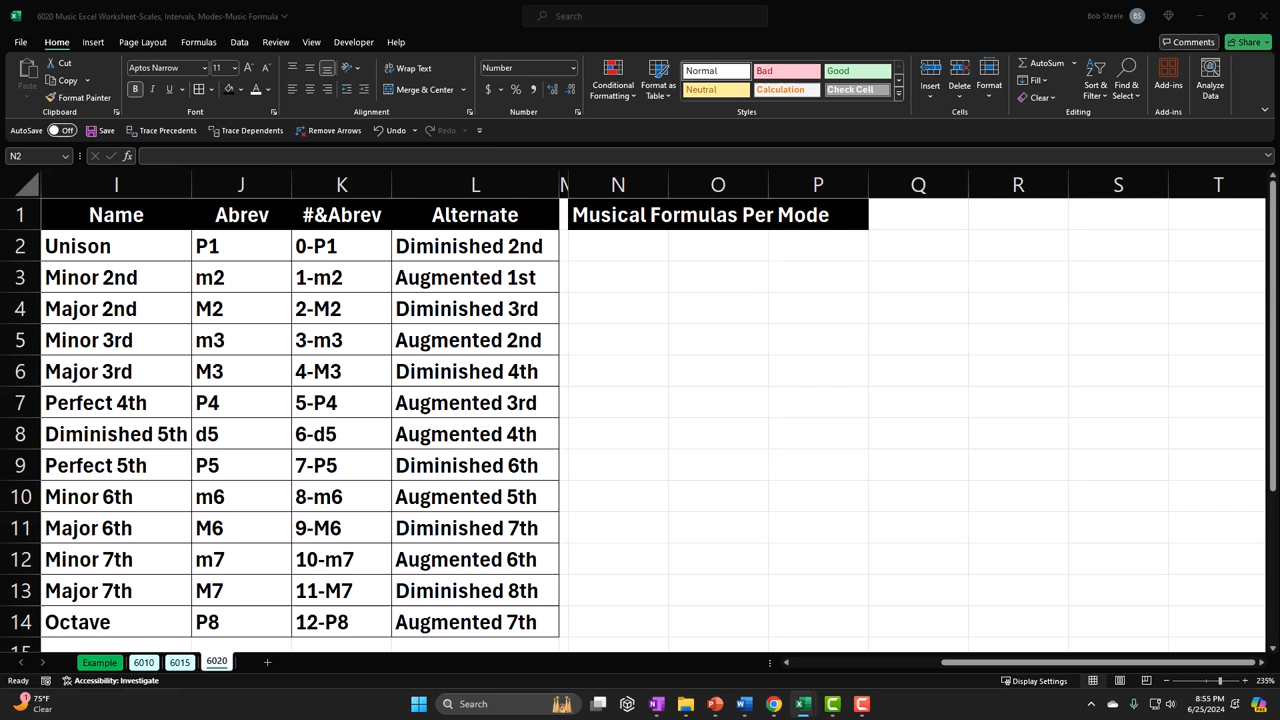 6020 Music Excel Worksheet-Scales, Intervals, Modes-Music Formula
Search
Bob Steele BS
File Home Insert Page Layout Formulas Data Review View Developer Help
Comments Share
Paste
Cut
Copy
Format Painter
Clipboard
Aptos Narrow 11
B I U
Font
Wrap Text
Merge & Center
Alignment
Number
$ % ,
Number
Conditional Formatting
Format as Table
Normal Bad Good
Neutral Calculation Check Cell
Styles
Insert Delete Format
Cells
AutoSum
Fill
Clear
Sort & Filter
Find & Select
Editing
Add-ins
Add-ins
Analyze Data
AutoSave Off Save Trace Precedents Trace Dependents Remove Arrows Undo Redo
N2 fx
I J K L M N O P Q R S T
1 Name Abrev #&Abrev Alternate Musical Formulas Per Mode
2 Unison P1 0-P1 Diminished 2nd
3 Minor 2nd m2 1-m2 Augmented 1st
4 Major 2nd M2 2-M2 Diminished 3rd
5 Minor 3rd m3 3-m3 Augmented 2nd
6 Major 3rd M3 4-M3 Diminished 4th
7 Perfect 4th P4 5-P4 Augmented 3rd
8 Diminished 5th d5 6-d5 Augmented 4th
9 Perfect 5th P5 7-P5 Diminished 6th
10 Minor 6th m6 8-m6 Augmented 5th
11 Major 6th M6 9-M6 Diminished 7th
12 Minor 7th m7 10-m7 Augmented 6th
13 Major 7th M7 11-M7 Diminished 8th
14 Octave P8 12-P8 Augmented 7th
15
Example 6010 6015 6020
Ready Accessibility: Investigate Display Settings 235%
1 75°F
Clear
Search
8:55 PM
6/25/2024